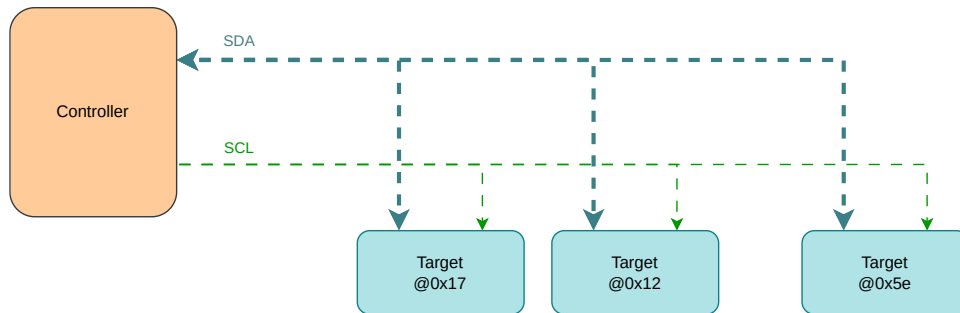 SDA
Controller
SCL
Target
@0x17
Target
@0x12
Target
@0x5e